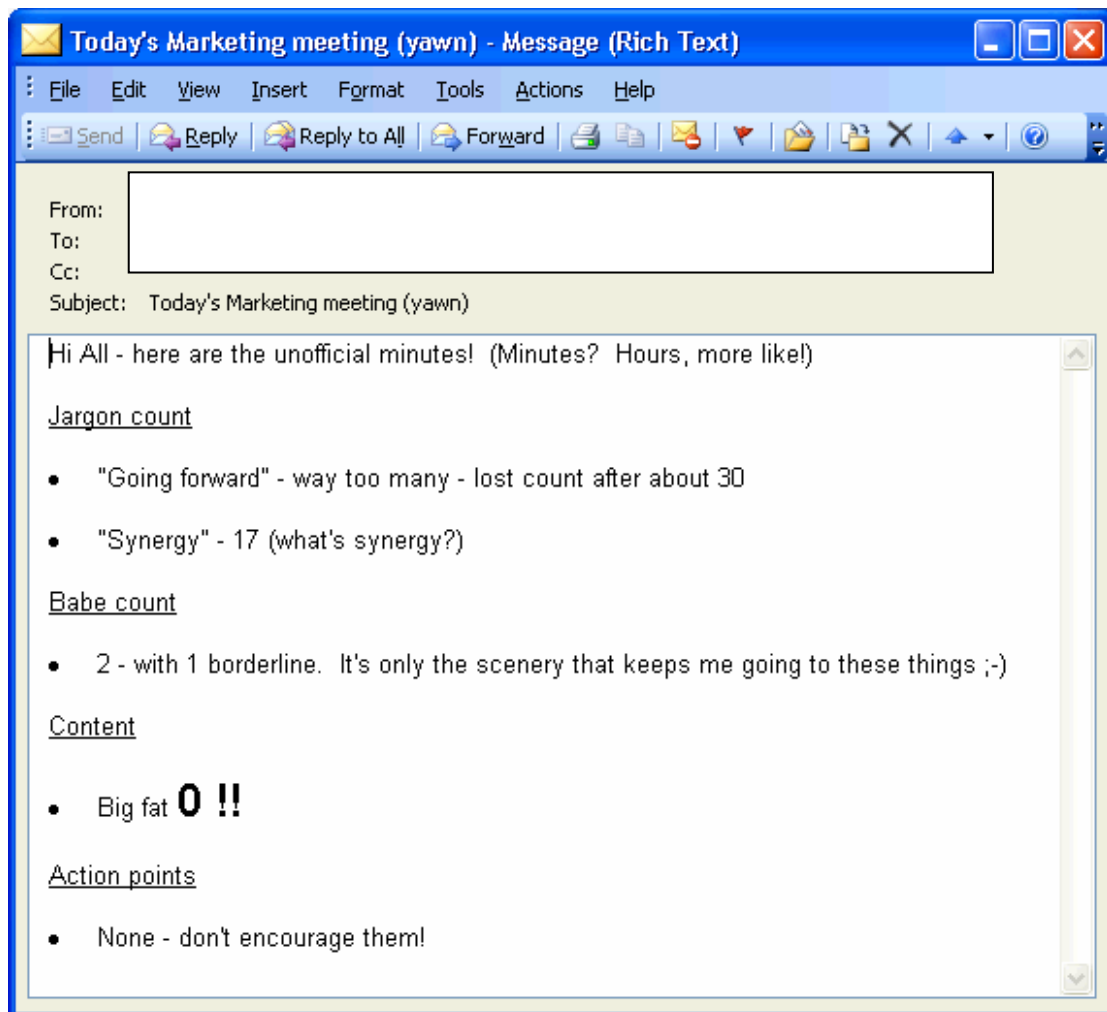 Today's Marketing meeting (yawn) - Message (Rich Text)
File Edit View Insert Format Tools Actions Help
Send Reply Reply to All Forward
From:
To:
Cc:
Subject: Today's Marketing meeting (yawn)
Hi All - here are the unofficial minutes!  (Minutes?  Hours, more like!)
Jargon count
• "Going forward" - way too many - lost count after about 30
• "Synergy" - 17 (what's synergy?)
Babe count
• 2 - with 1 borderline.  It's only the scenery that keeps me going to these things ;-)
Content
• Big fat 0 !!
Action points
• None - don't encourage them!